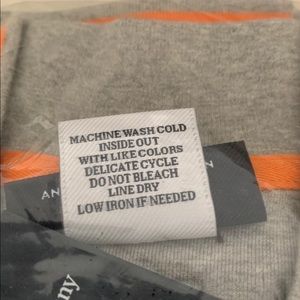 MACHINE WASH COLD
INSIDE OUT
WITH LIKE COLORS
DELICATE CYCLE
DO NOT BLEACH
LINE DRY
LOW IRON IF NEEDED